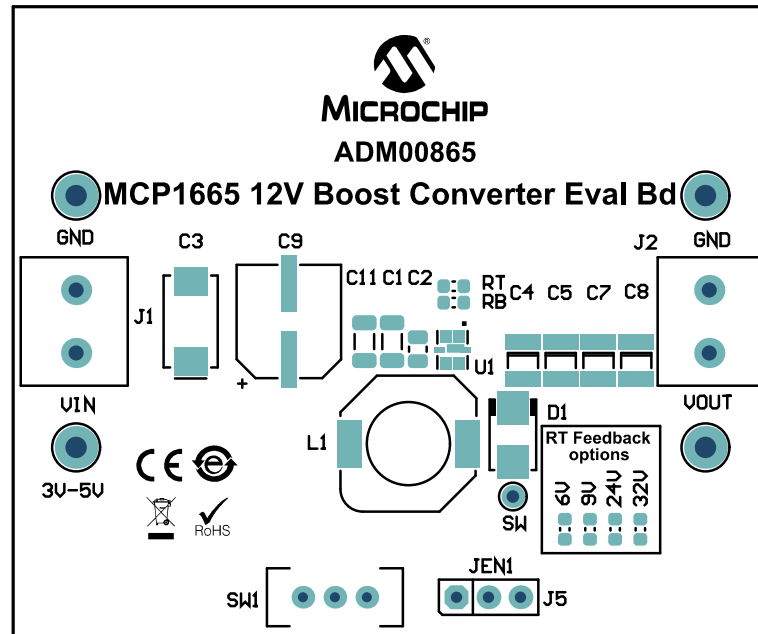 ®
MICROCHIP
ADM00865
MCP1665 12V Boost Converter Eval Bd
GND
C3
C9
J2
GND
C11 C1 C2
RT
RB
C4 C5 C7 C8
J1
U1
+
VIN
VOUT
L1
D1
3V-5V
CE
e
RoHS
SW
RT Feedback
options
6V 9V 24V 32V
JEN1
SW1
J5